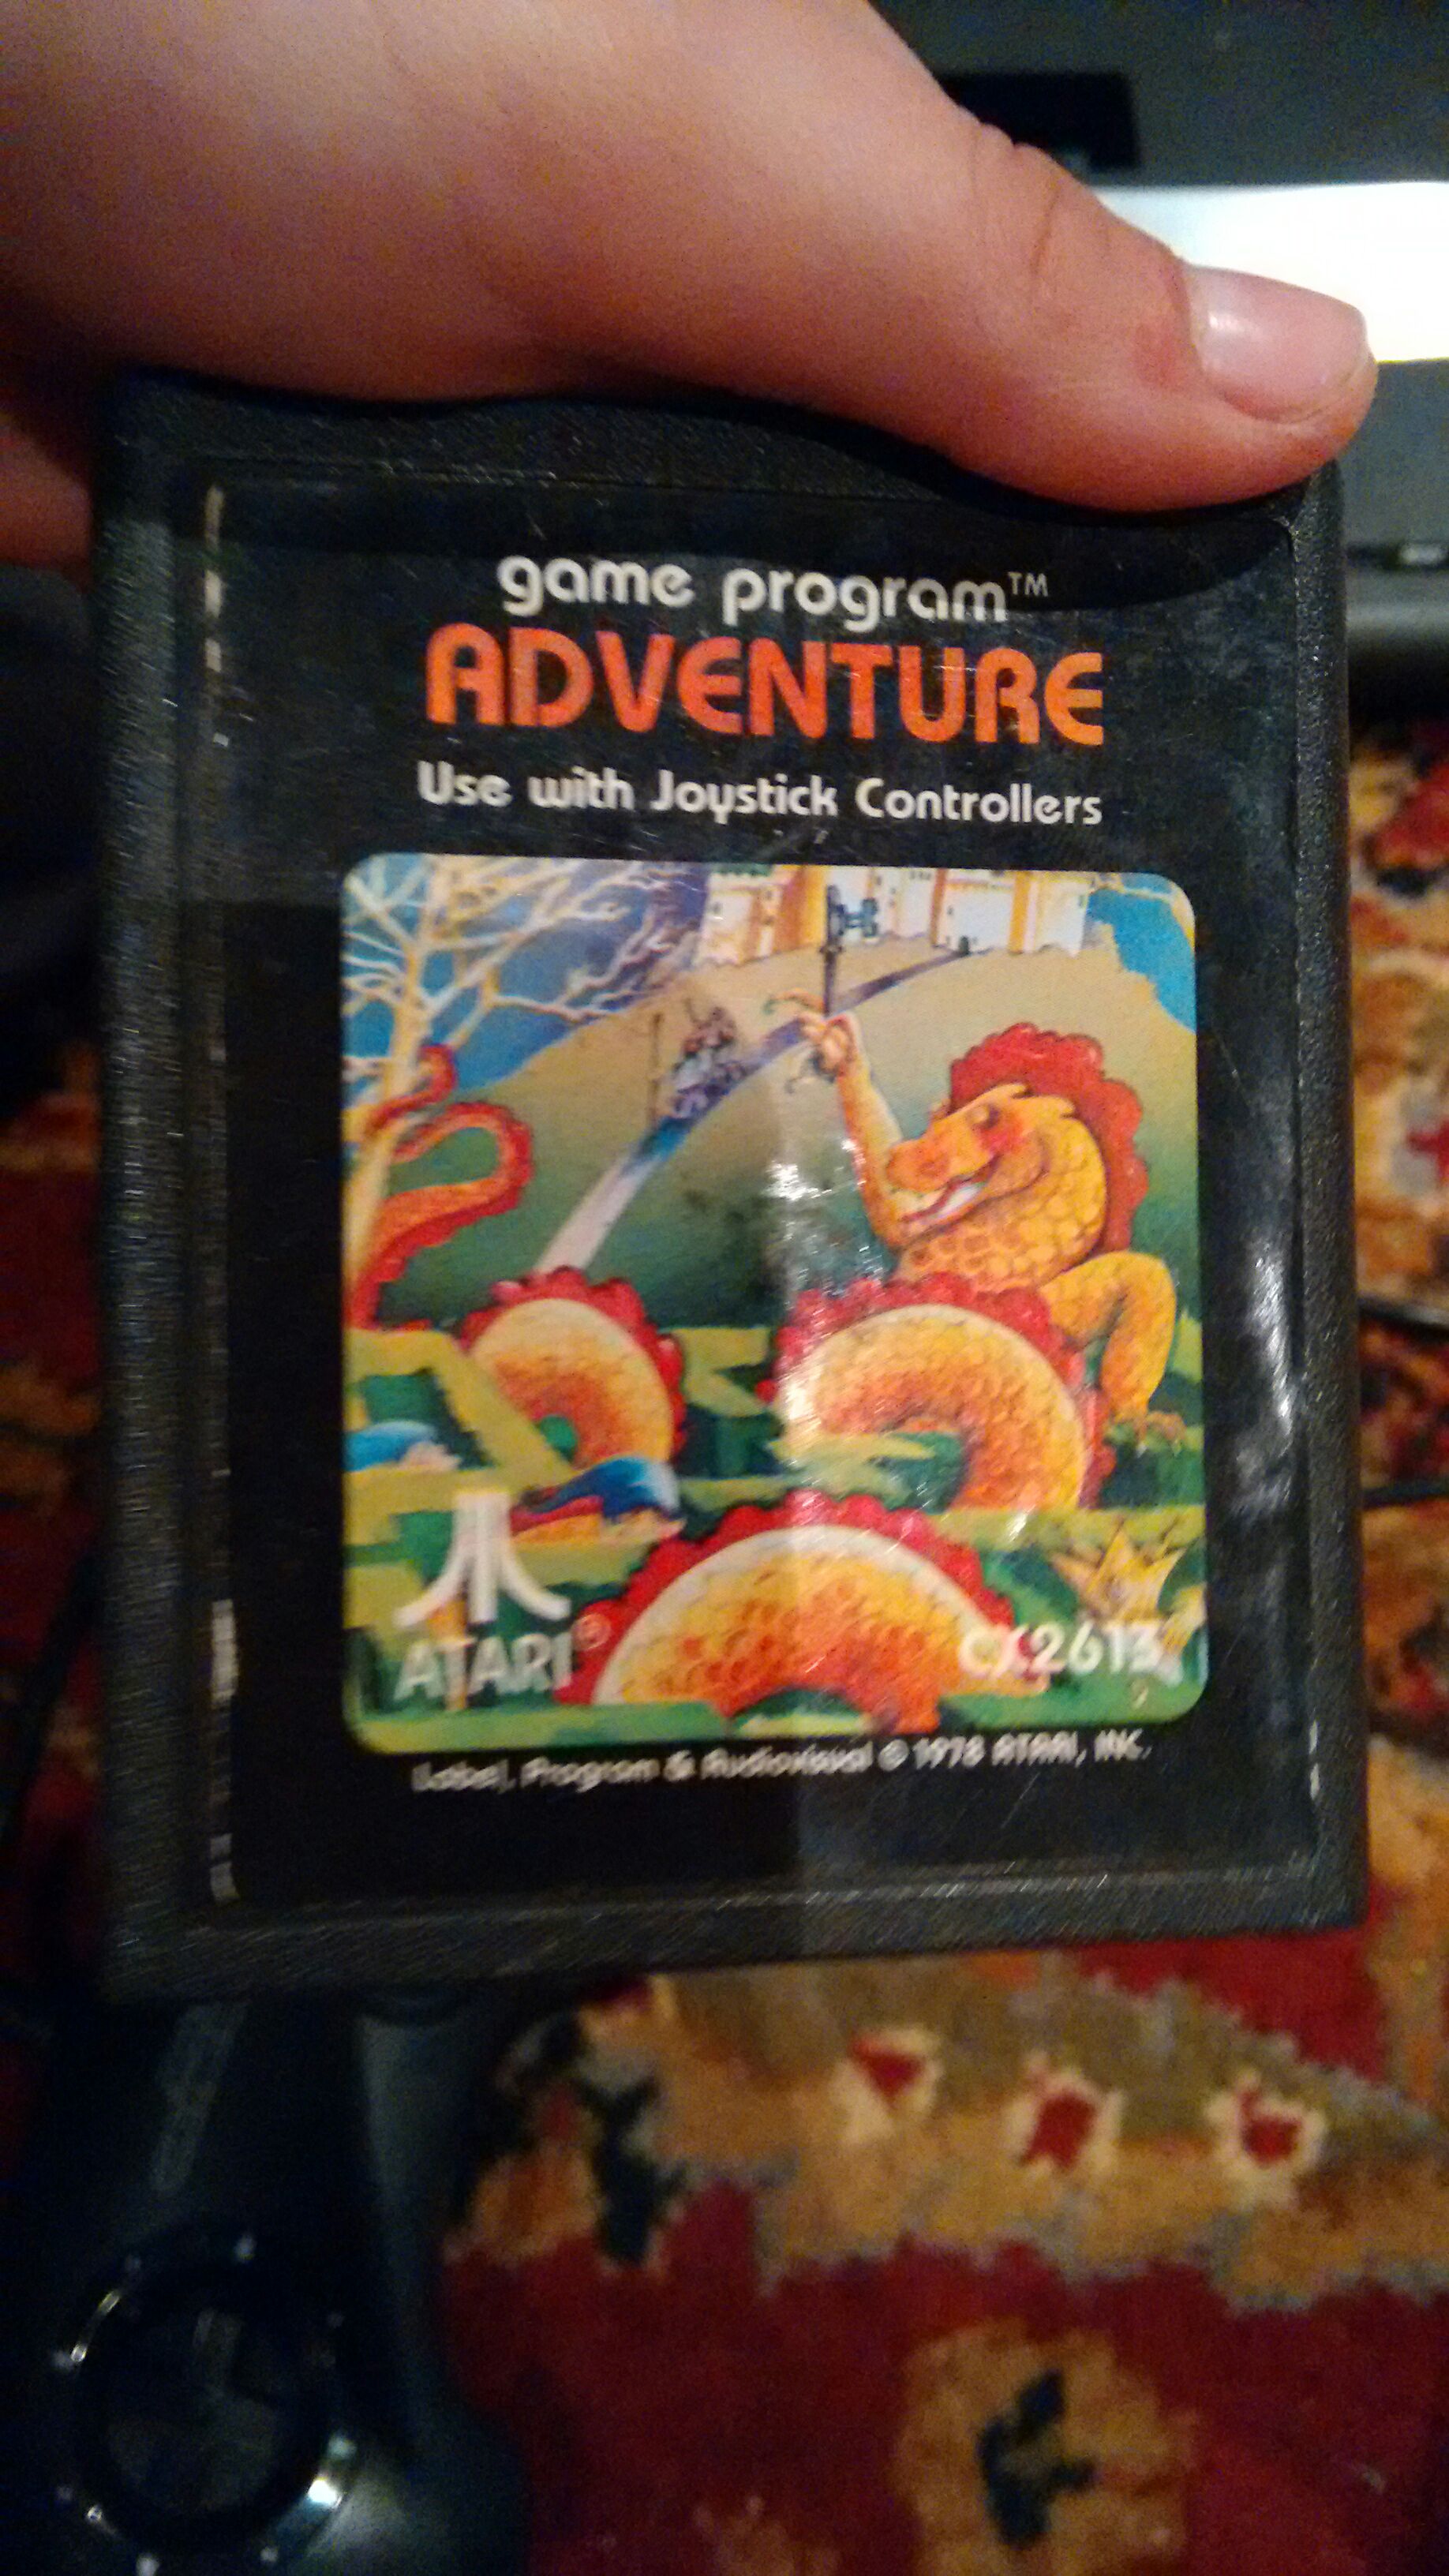 game program™
ADVENTURE
Use with Joystick Controllers
ATARI®
CX2613
Label, Program & Audiovisual © 1978 ATARI, INC.